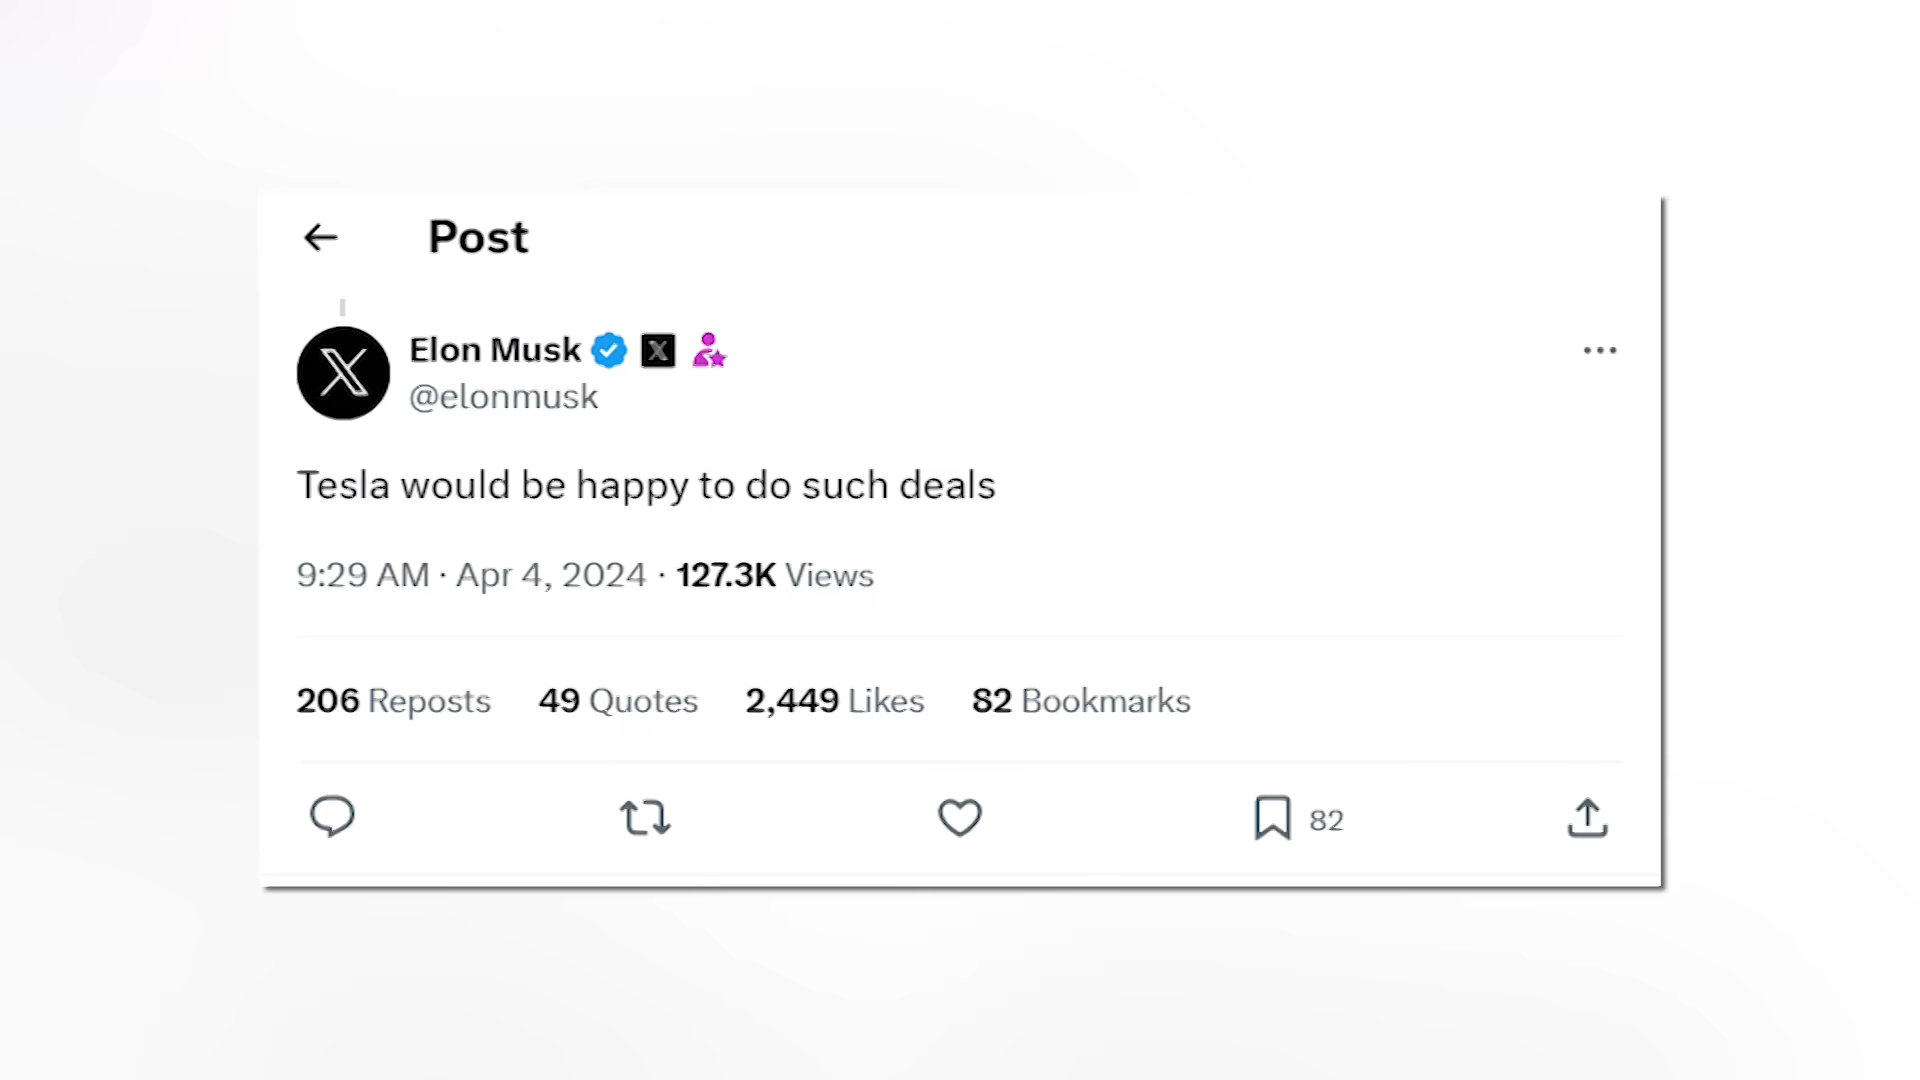 Post
Elon Musk
@elonmusk
Tesla would be happy to do such deals
9:29 AM · Apr 4, 2024 · 127.3K Views
206 Reposts 49 Quotes 2,449 Likes 82 Bookmarks
82